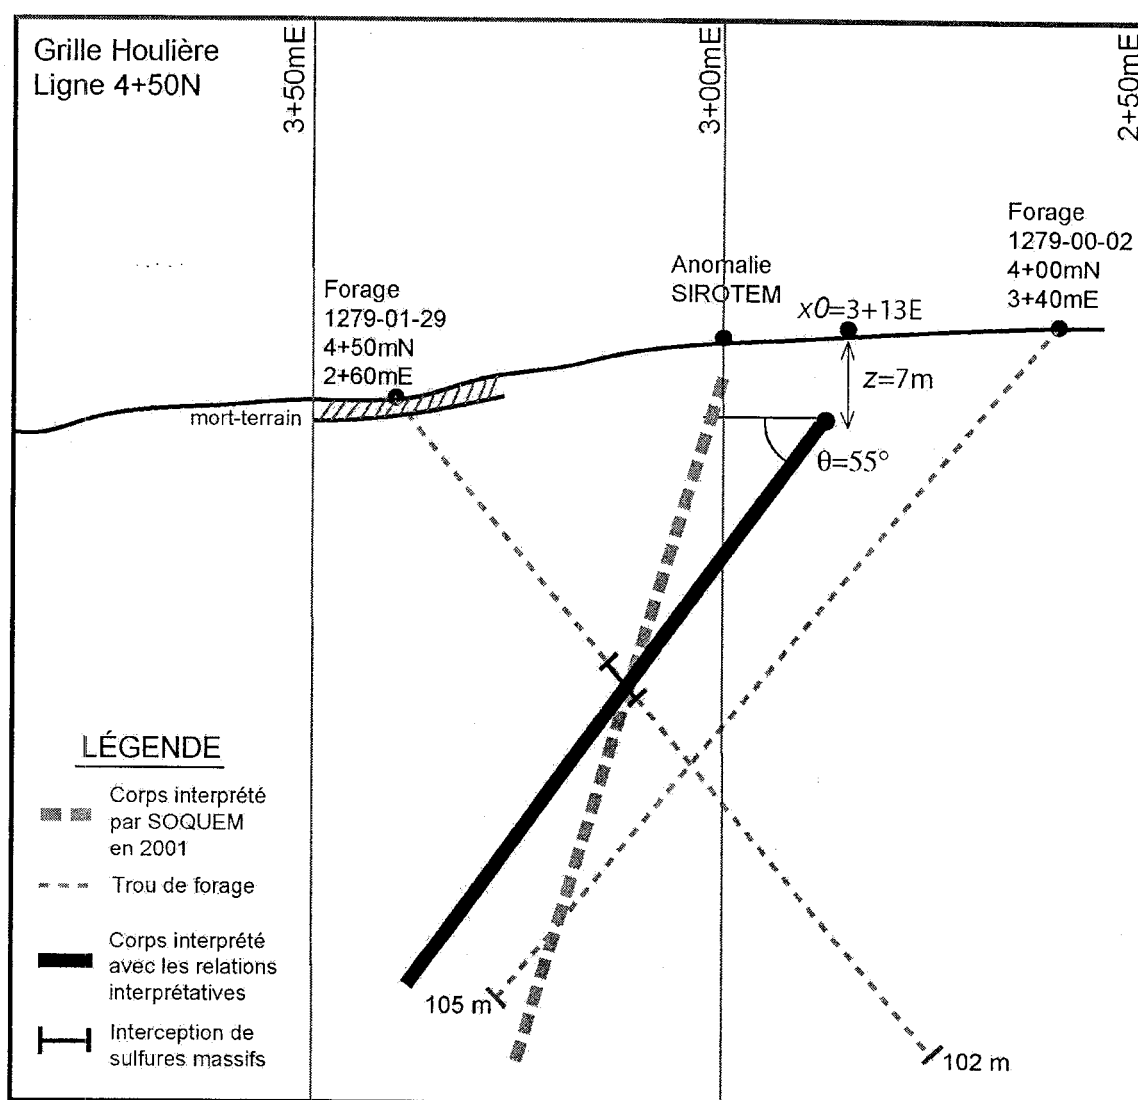 Grille Houlière
Ligne 4+50N
3+50mE
3+00mE
2+50mE
Forage
1279-00-02
4+00mN
3+40mE
Anomalie
SIROTEM
x0=3+13E
Forage
1279-01-29
4+50mN
2+60mE
z=7m
mort-terrain
θ=55°
LÉGENDE
Corps interprété
par SOQUEM
en 2001
Trou de forage
Corps interprété
avec les relations
interprétatives
Interception de
sulfures massifs
105 m
102 m